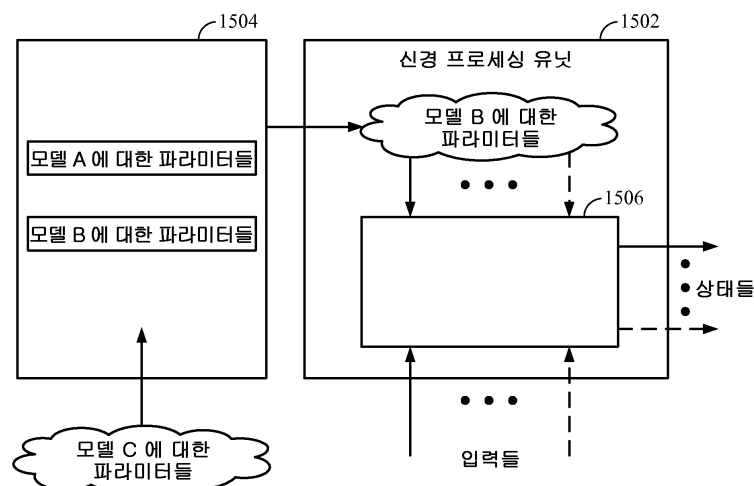 1504
1502
신경 프로세싱 유닛
모델 B 에 대한
파라미터들
모델 A 에 대한 파라미터들
모델 B 에 대한 파라미터들
1506
상태들
모델 C 에 대한
파라미터들
입력들